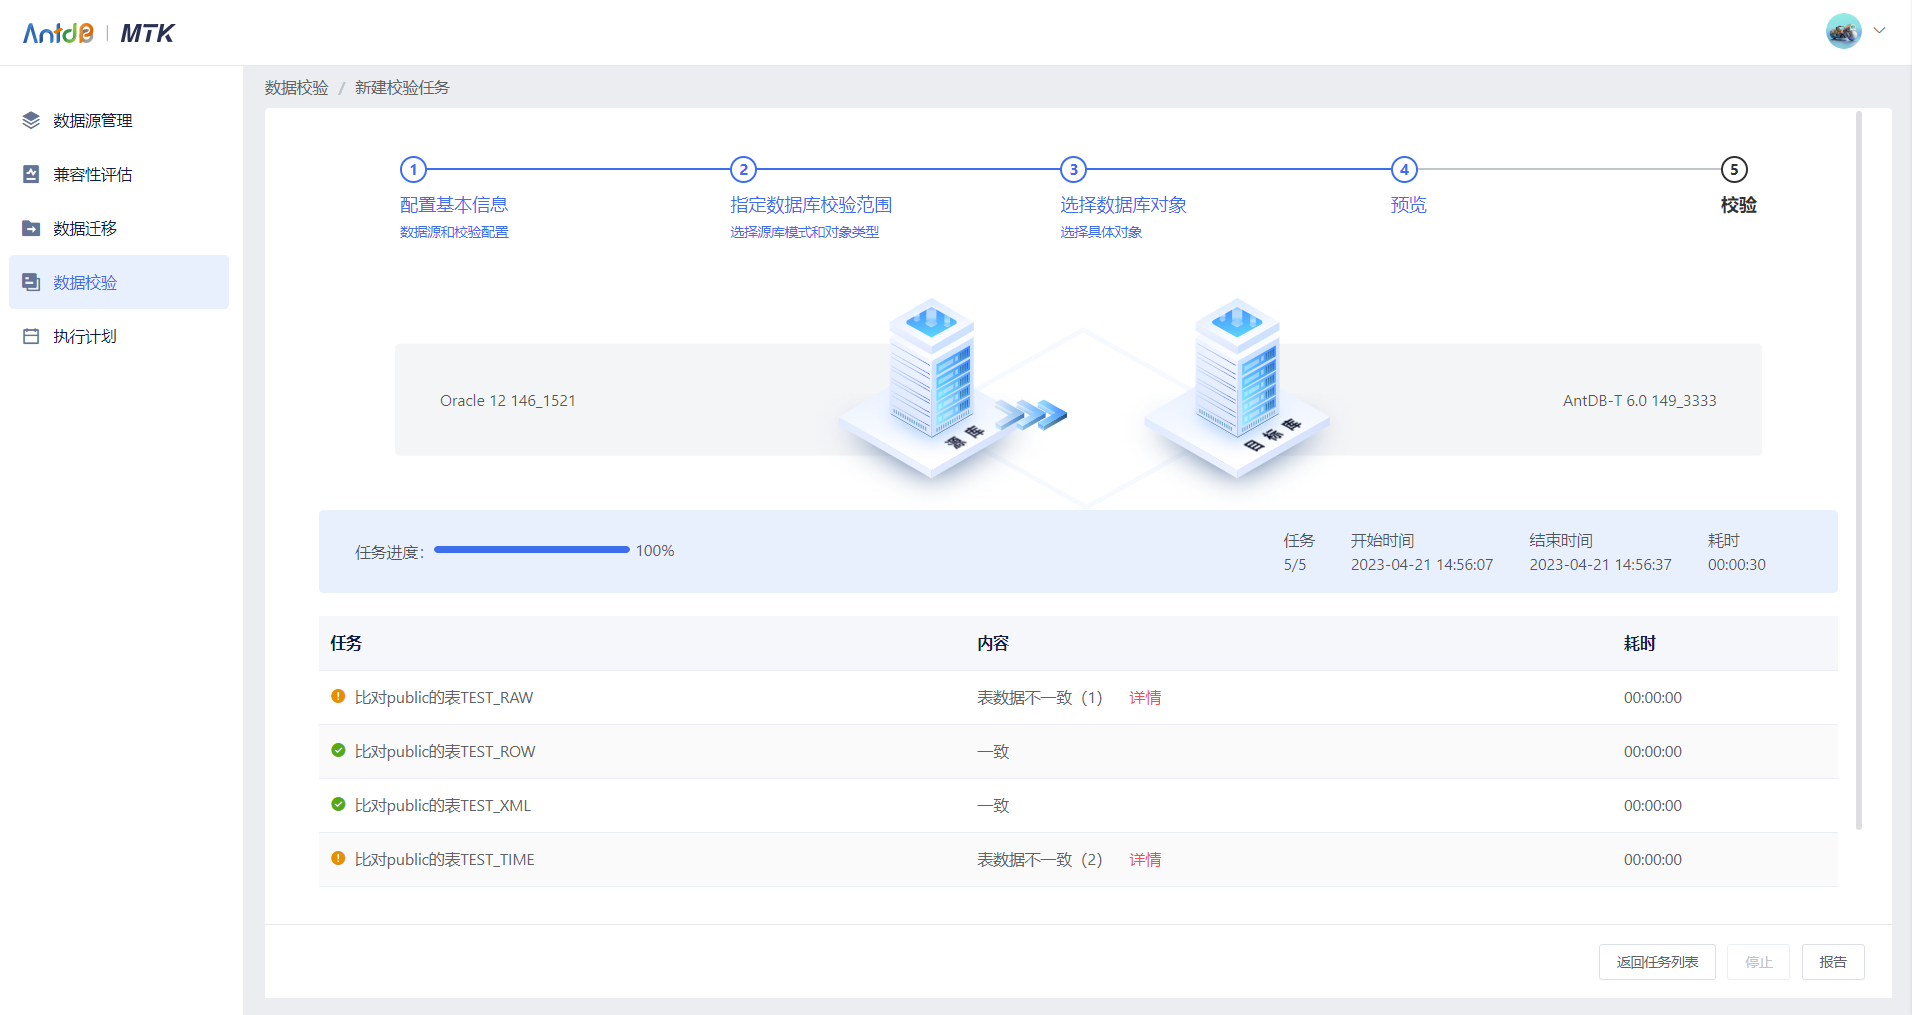 AntdB | MTK
数据源管理
兼容性评估
数据迁移
数据校验
执行计划
数据校验 / 新建校验任务
1
配置基本信息
数据源和校验配置
2
指定数据库校验范围
选择源库模式和对象类型
3
选择数据库对象
选择具体对象
4
预览
5
校验
Oracle 12 146_1521
源库
目标库
AntDB-T 6.0 149_3333
任务进度: 100%
任务 开始时间 结束时间 耗时
5/5 2023-04-21 14:56:07 2023-04-21 14:56:37 00:00:30
任务 内容 耗时
比对public的表TEST_RAW 表数据不一致（1） 详情 00:00:00
比对public的表TEST_ROW 一致 00:00:00
比对public的表TEST_XML 一致 00:00:00
比对public的表TEST_TIME 表数据不一致（2） 详情 00:00:00
返回任务列表 停止 报告